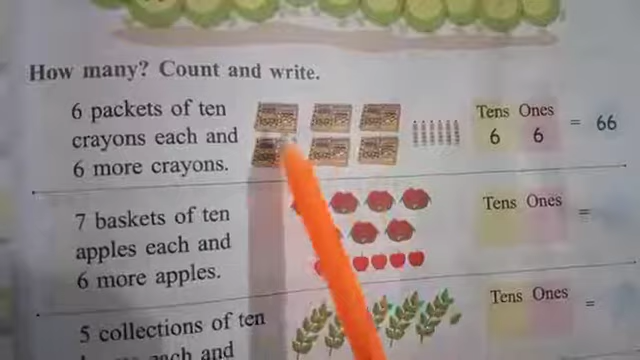 How many? Count and write.
6 packets of ten
crayons each and
6 more crayons.
Tens Ones
6 6 = 66
7 baskets of ten
apples each and
6 more apples.
Tens Ones
=
5 collections of ten
each and
Tens Ones
=